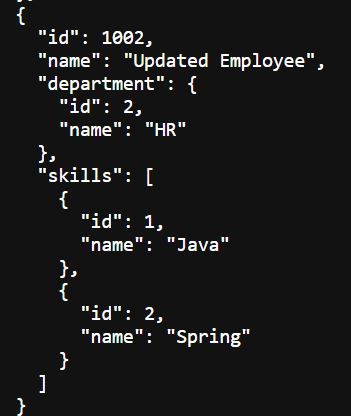 {
  "id": 1002,
  "name": "Updated Employee",
  "department": {
    "id": 2,
    "name": "HR"
  },
  "skills": [
    {
      "id": 1,
      "name": "Java"
    },
    {
      "id": 2,
      "name": "Spring"
    }
  ]
}